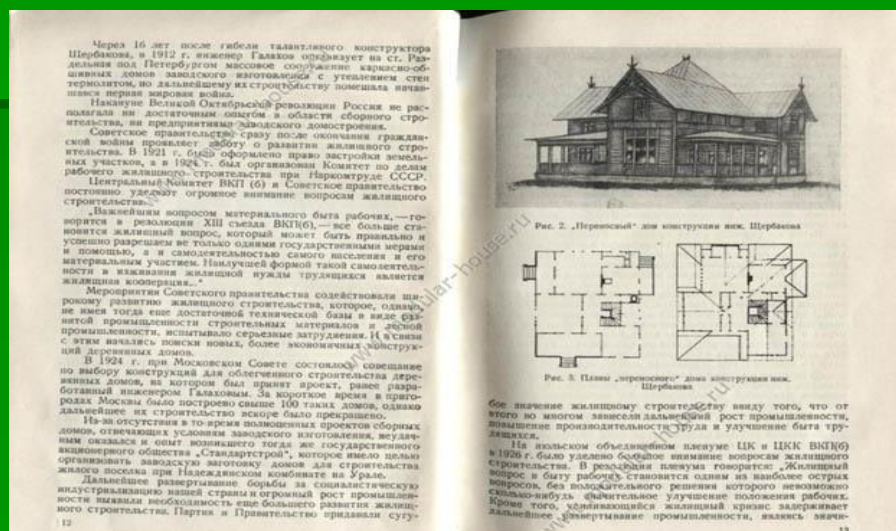 Через 16 лет после гибели талантливого конструктора
Щербакова, в 1912 г. инженер Галахов организует на ст. Раз-
дельная под Петербургом массовое сооружение каркасно-об-
шивных домов заводского изготовления с утеплением стен
термолитом, но дальнейшему их строительству помешала начав-
шаяся первая мировая война.
Накануне Великой Октябрьской революции Россия не рас-
полагала ни достаточным опытом в области сборного стро-
ительства, ни предприятиями заводского домостроения.
Советское правительство сразу после окончания граждан-
ской войны проявляет заботу о развитии жилищного стро-
ительства. В 1921 г. было оформлено право застройки земель-
ных участков, а в 1924 г. был организован Комитет по делам
рабочего жилищного строительства при Наркомтруде СССР.
Центральный Комитет ВКП (б) и Советское правительство
постоянно уделяют огромное внимание вопросам жилищного
строительства.
„Важнейшим вопросом материального быта рабочих,—го-
ворится в резолюции XIII съезда ВКП(б),—все больше ста-
новится жилищный вопрос, который может быть правильно и
успешно разрешаем не только одними государственными мерами
и помощью, а и самодеятельностью самого населения и его
материальным участием. Наилучшей формой такой самодеятель-
ности в изживании жилищной нужды трудящихся является
жилищная кооперация..."
Мероприятия Советского правительства содействовали ши-
рокому развитию жилищного строительства, которое, однако,
не имея тогда еще достаточной технической базы в виде раз-
витой промышленности строительных материалов и лесной
промышленности, испытывало серьезные затруднения. И в связи
с этим начались поиски новых, более экономичных конструк-
ций деревянных домов.
В 1924 г. при Московском Совете состоялось совещание
по выбору конструкций для облегченного строительства дере-
вянных домов, на котором был принят проект, ранее разра-
ботанный инженером Галаховым. За короткое время в приго-
родах Москвы было построено свыше 100 таких домов, однако
дальнейшее их строительство вскоре было прекращено.
Из-за отсутствия в то время полноценных проектов сборных
домов, отвечающих условиям заводского изготовления, неудач-
ным оказался и опыт возникшего тогда же государственного
акционерного общества „Стандартстрой", которое имело целью
организовать заводскую заготовку домов для строительства
жилого поселка при Надеждинском комбинате на Урале.
Дальнейшее развертывание борьбы за социалистическую
индустриализацию нашей страны и огромный рост промышлен-
ности выявили необходимость еще большего развития жилищ-
ного строительства. Партия и Правительство придавали сугу-
12
Рис. 2. „Переносный" дом конструкции инж. Щербакова
Рис. 3. Планы „переносного" дома конструкции инж.
Щербакова
бое значение жилищному строительству ввиду того, что от
этого во многом зависели дальнейший рост промышленности,
повышение производительности труда и улучшение быта тру-
дящихся.
На июльском объединенном пленуме ЦК и ЦКК ВКП(б)
в 1926 г. было уделено большое внимание вопросам жилищного
строительства. В резолюции пленума говорится: „Жилищный
вопрос в быту рабочих становится одним из наиболее острых
вопросов, без положительного решения которого невозможно
сколько-нибудь значительное улучшение положения рабочих.
Кроме того, усиливающийся жилищный кризис задерживает
дальнейшее развертывание промышленности, являясь значи-
13